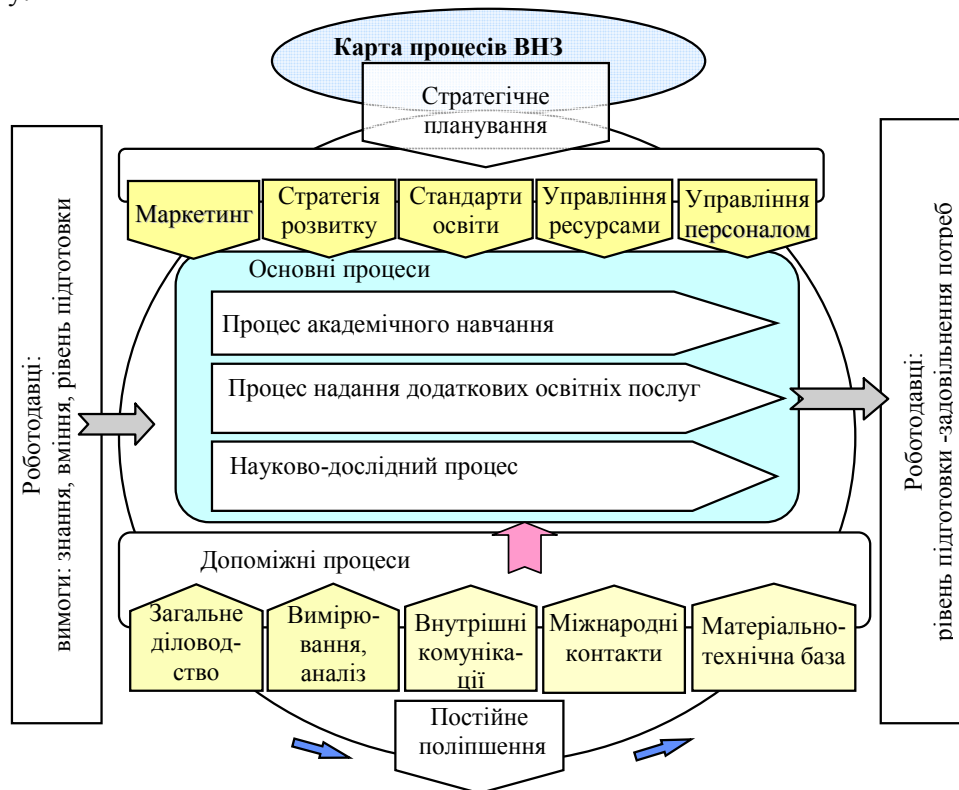 у.
Карта процесів ВНЗ
Стратегічне
планування
Маркетинг
Стратегія
розвитку
Стандарти
освіти
Управління
ресурсами
Управління
персоналом
Роботодавці:
вимоги: знання, вміння, рівень підготовки
Основні процеси
Процес академічного навчання
Процес надання додаткових освітніх послуг
Науково-дослідний процес
Роботодавці:
рівень підготовки -задовільнення потреб
Допоміжні процеси
Загальне
діловод-
ство
Вимірю-
вання,
аналіз
Внутрішні
комуніка-
ції
Міжнародні
контакти
Матеріально-
технічна база
Постійне
поліпшення